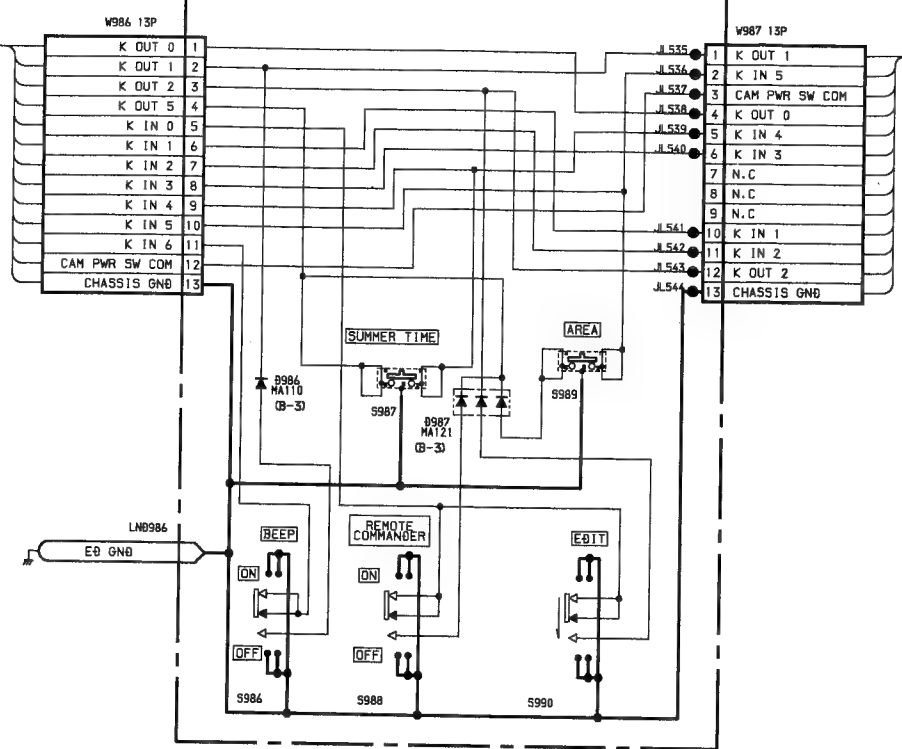 W986 13P
K OUT 0 1
K OUT 1 2
K OUT 2 3
K OUT 5 4
K IN 0 5
K IN 1 6
K IN 2 7
K IN 3 8
K IN 4 9
K IN 5 10
K IN 6 11
CAM PWR SW COM 12
CHASSIS GND 13
W987 13P
JL535 1 K OUT 1
JL536 2 K IN 5
JL537 3 CAM PWR SW COM
JL538 4 K OUT 0
JL539 5 K IN 4
JL540 6 K IN 3
7 N.C
8 N.C
9 N.C
JL541 10 K IN 1
JL542 11 K IN 2
JL543 12 K OUT 2
JL544 13 CHASSIS GND
SUMMER TIME
AREA
D986
MA110
(B-3)
S987
D987
MA121
(B-3)
S989
LND986
ED GND
BEEP
ON
OFF
S986
REMOTE
COMMANDER
ON
OFF
S988
EDIT
S990